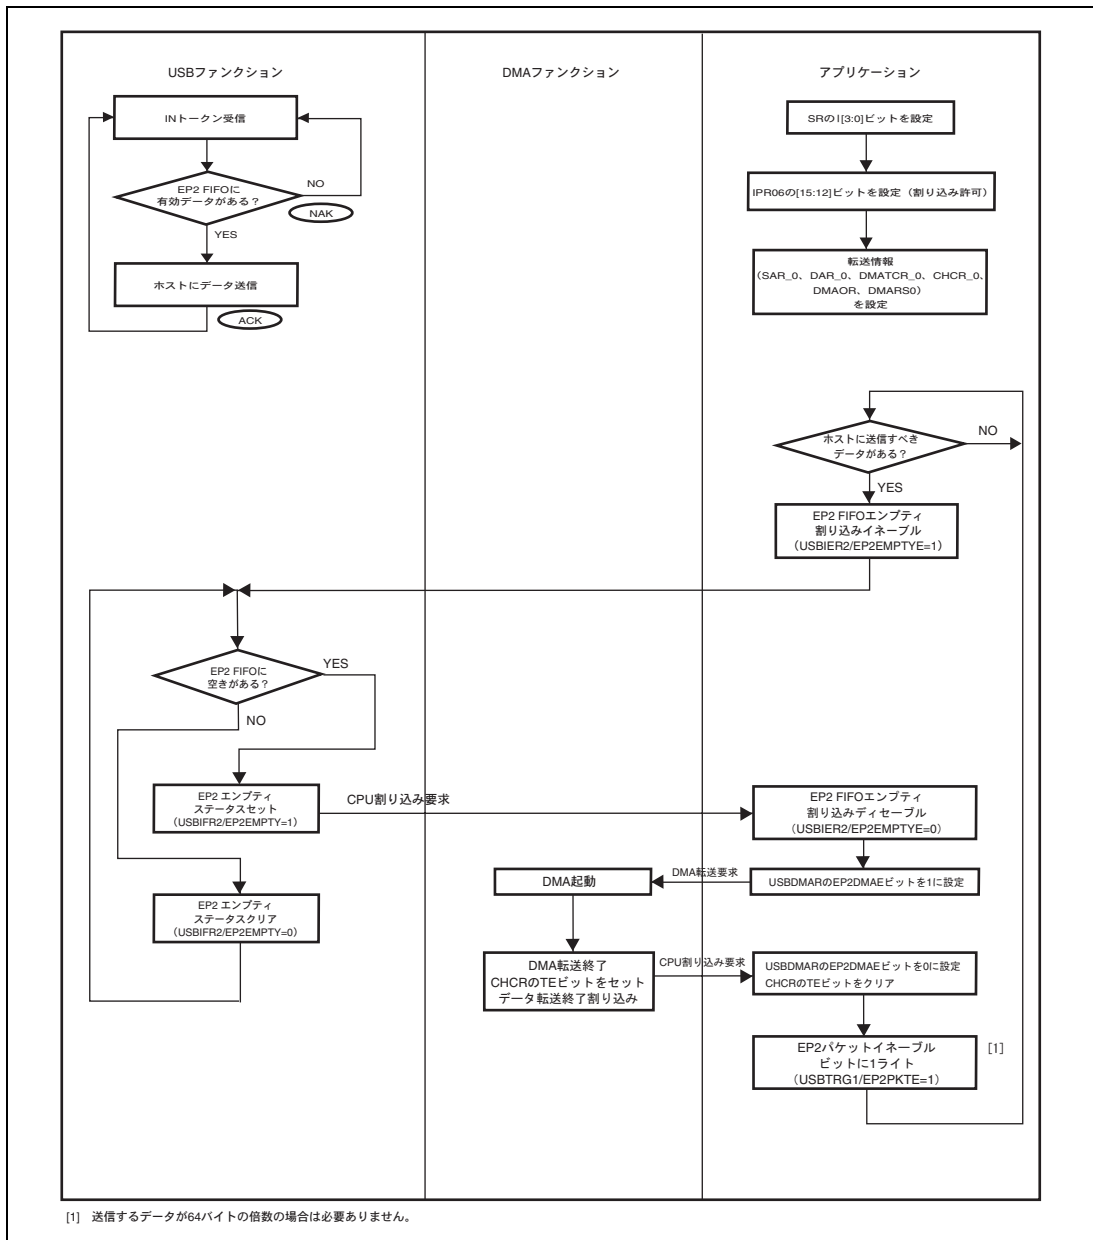 USBファンクション
DMAファンクション
アプリケーション
INトークン受信
EP2 FIFOに
有効データがある?
NO
NAK
YES
ホストにデータ送信
ACK
SRのI[3:0]ビットを設定
IPR06の[15:12]ビットを設定(割り込み許可)
転送情報
(SAR_0、DAR_0、DMATCR_0、CHCR_0、
DMAOR、DMARS0)
を設定
ホストに送信すべき
データがある?
NO
YES
EP2 FIFOエンプティ
割り込みイネーブル
(USBIER2/EP2EMPTYE=1)
EP2 FIFOに
空きがある?
YES
NO
EP2 エンプティ
ステータスセット
(USBIFR2/EP2EMPTY=1)
CPU割り込み要求
EP2 FIFOエンプティ
割り込みディセーブル
(USBIER2/EP2EMPTYE=0)
DMA起動
DMA転送要求
USBDMARのEP2DMAEビットを1に設定
EP2 エンプティ
ステータスクリア
(USBIFR2/EP2EMPTY=0)
DMA転送終了
CHCRのTEビットをセット
データ転送終了割り込み
CPU割り込み要求
USBDMARのEP2DMAEビットを0に設定
CHCRのTEビットをクリア
EP2パケットイネーブル
ビットに1ライト
(USBTRG1/EP2PKTE=1)
[1]
[1] 送信するデータが64バイトの倍数の場合は必要ありません。